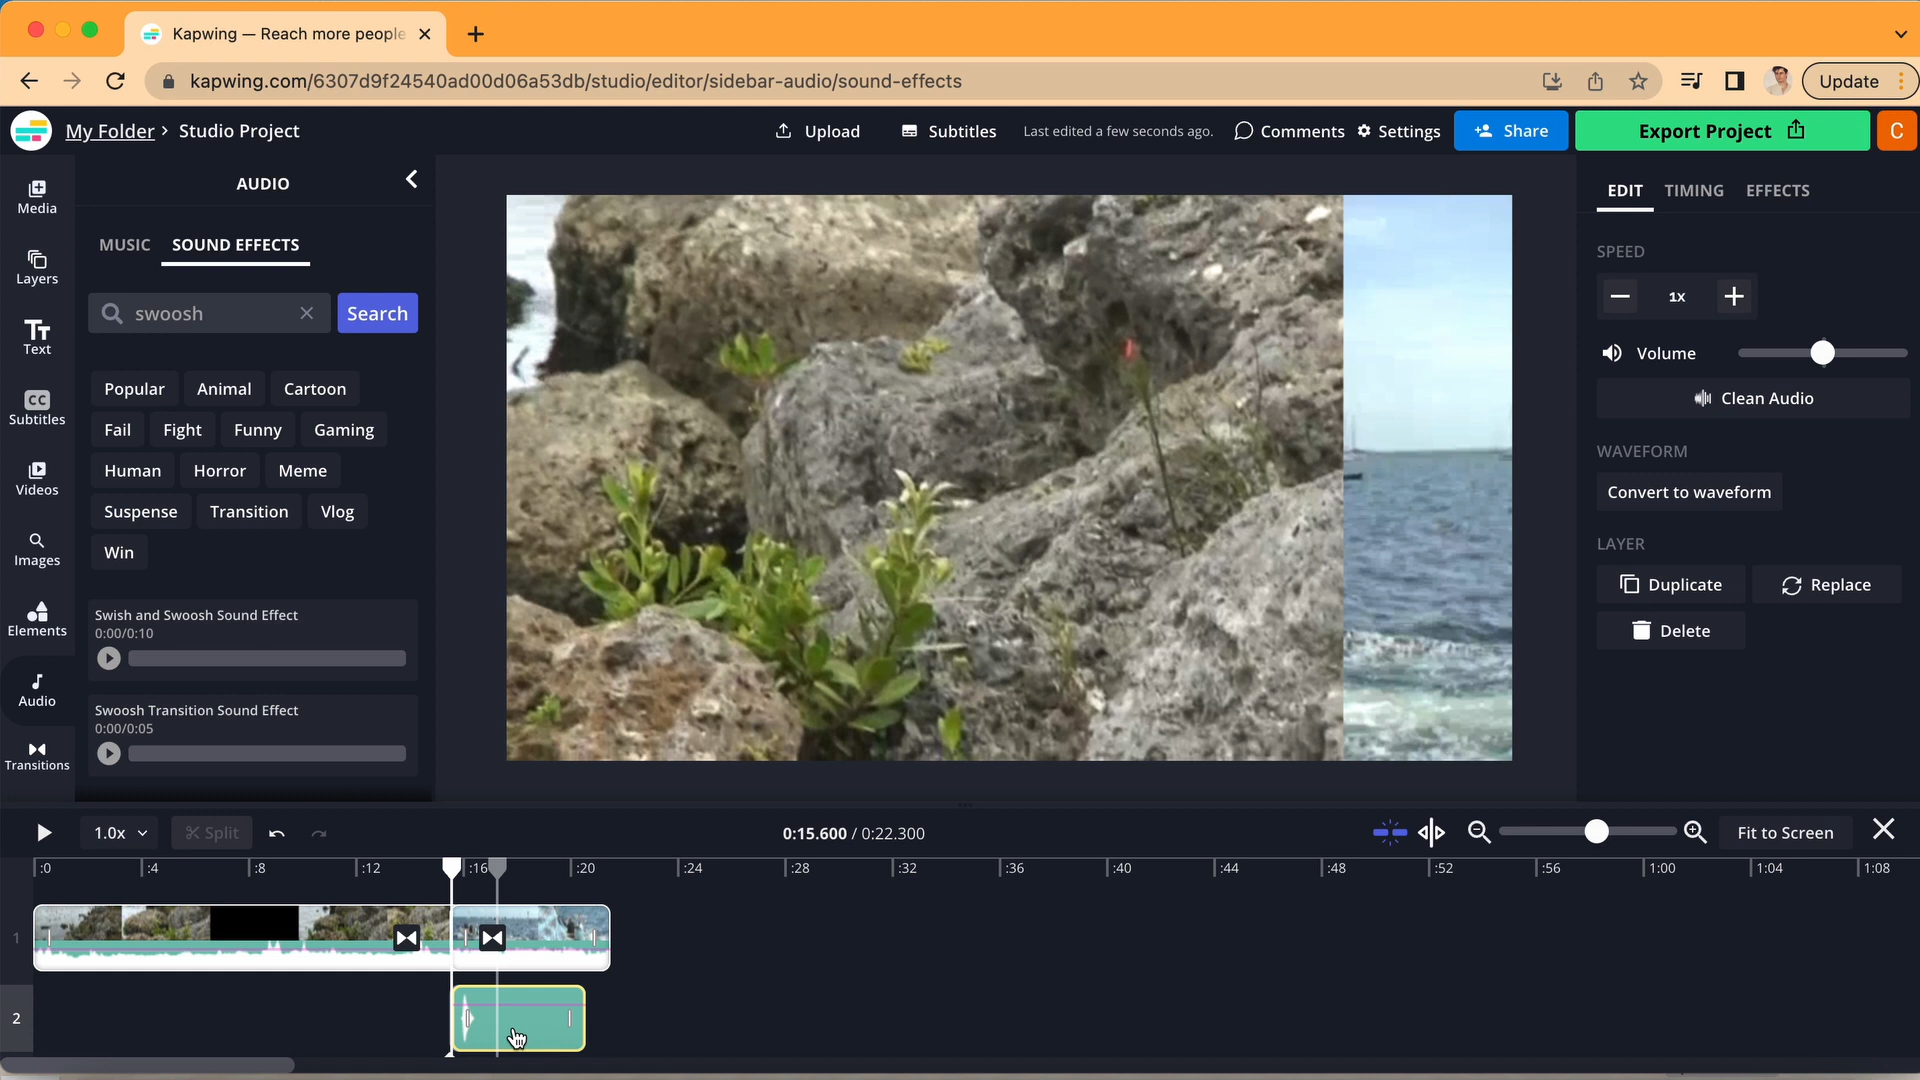 Kapwing — Reach more people
kapwing.com/6307d9f24540ad00d06a53db/studio/editor/sidebar-audio/sound-effects
Update
My Folder > Studio Project
Upload
Subtitles
Last edited a few seconds ago.
Comments
Settings
Share
Export Project
C
Media
Layers
Text
CC
Subtitles
Videos
Images
Elements
Audio
Transitions
AUDIO
MUSIC SOUND EFFECTS
swoosh Search
Popular Animal Cartoon
Fail Fight Funny Gaming
Human Horror Meme
Suspense Transition Vlog
Win
Swish and Swoosh Sound Effect
0:00/0:10
Swoosh Transition Sound Effect
0:00/0:05
EDIT TIMING EFFECTS
SPEED
1x
Volume
Clean Audio
WAVEFORM
Convert to waveform
LAYER
Duplicate Replace
Delete
1.0x Split 0:15.600 / 0:22.300 Fit to Screen
:0 :4 :8 :12 :16 :20 :24 :28 :32 :36 :40 :44 :48 :52 :56 1:00 1:04 1:08
1
2